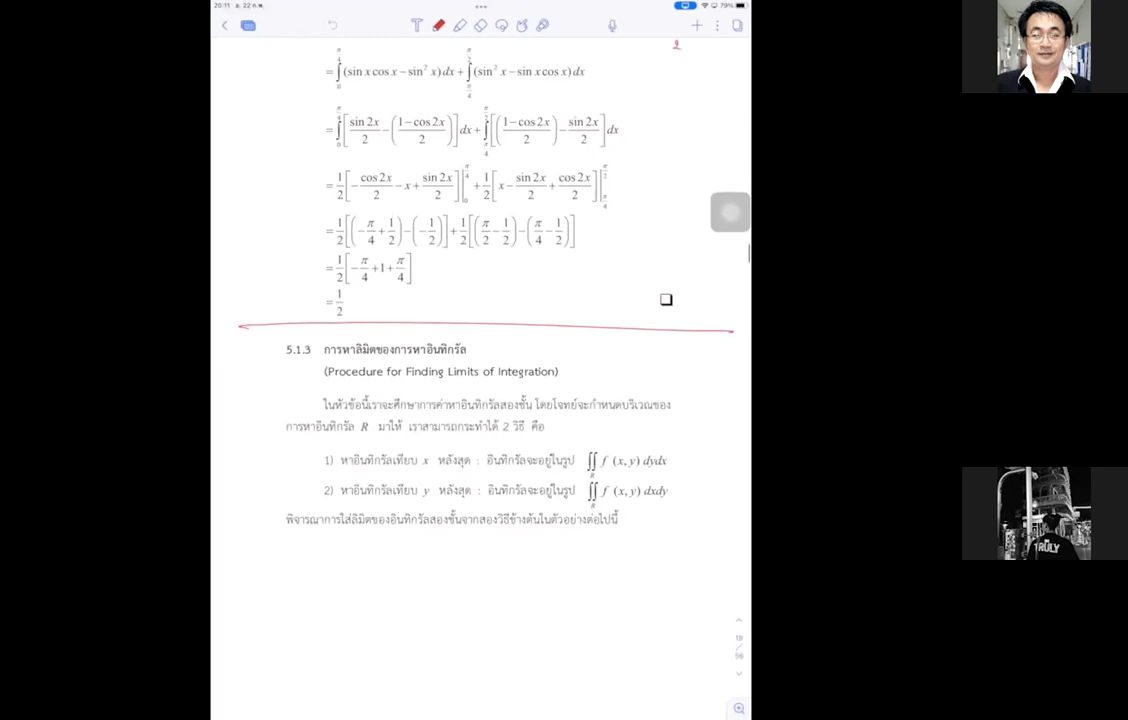 20:11 อ. 22 ก.พ.
79%
2
= ∫₀^{π/4} (sin x cos x − sin² x) dx + ∫_{π/4}^{π/2} (sin² x − sin x cos x) dx
= ∫₀^{π/4} [ sin 2x / 2 − ( (1 − cos 2x) / 2 ) ] dx + ∫_{π/4}^{π/2} [ ( (1 − cos 2x) / 2 ) − sin 2x / 2 ] dx
= 1/2 [ − cos 2x / 2 − x + sin 2x / 2 ] |₀^{π/4} + 1/2 [ x − sin 2x / 2 + cos 2x / 2 ] |_{π/4}^{π/2}
= 1/2 [ ( − π/4 + 1/2 ) − ( − 1/2 ) ] + 1/2 [ ( π/2 − 1/2 ) − ( π/4 − 1/2 ) ]
= 1/2 [ − π/4 + 1 + π/4 ]
= 1/2
5.1.3 การหาลิมิตของการหาอินทิกรัล
(Procedure for Finding Limits of Integration)
ในหัวข้อนี้เราจะศึกษาการค่าหาอินทิกรัลสองชั้น โดยโจทย์จะกำหนดบริเวณของ
การหาอินทิกรัล R มาให้ เราสามารถกระทำได้ 2 วิธี คือ
1) หาอินทิกรัลเทียบ x หลังสุด : อินทิกรัลจะอยู่ในรูป ∬_R f (x, y) dydx
2) หาอินทิกรัลเทียบ y หลังสุด : อินทิกรัลจะอยู่ในรูป ∬_R f (x, y) dxdy
พิจารณาการใส่ลิมิตของอินทิกรัลสองชั้นจากสองวิธีข้างต้นในตัวอย่างต่อไปนี้
18
/
56
TRULY